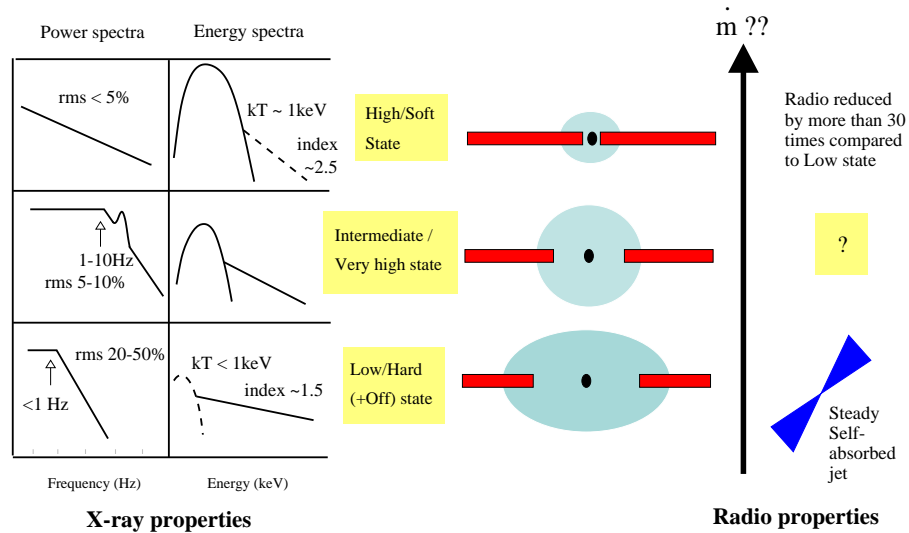 Power spectra
Energy spectra
ṁ ??
rms < 5%
kT ~ 1keV
index
~2.5
High/Soft
State
Radio reduced
by more than 30
times compared
to Low state
1-10Hz
rms 5-10%
Intermediate /
Very high state
?
rms 20-50%
<1 Hz
kT < 1keV
index ~1.5
Low/Hard
(+Off) state
Steady
Self-
absorbed
jet
Frequency (Hz)
Energy (keV)
X-ray properties
Radio properties